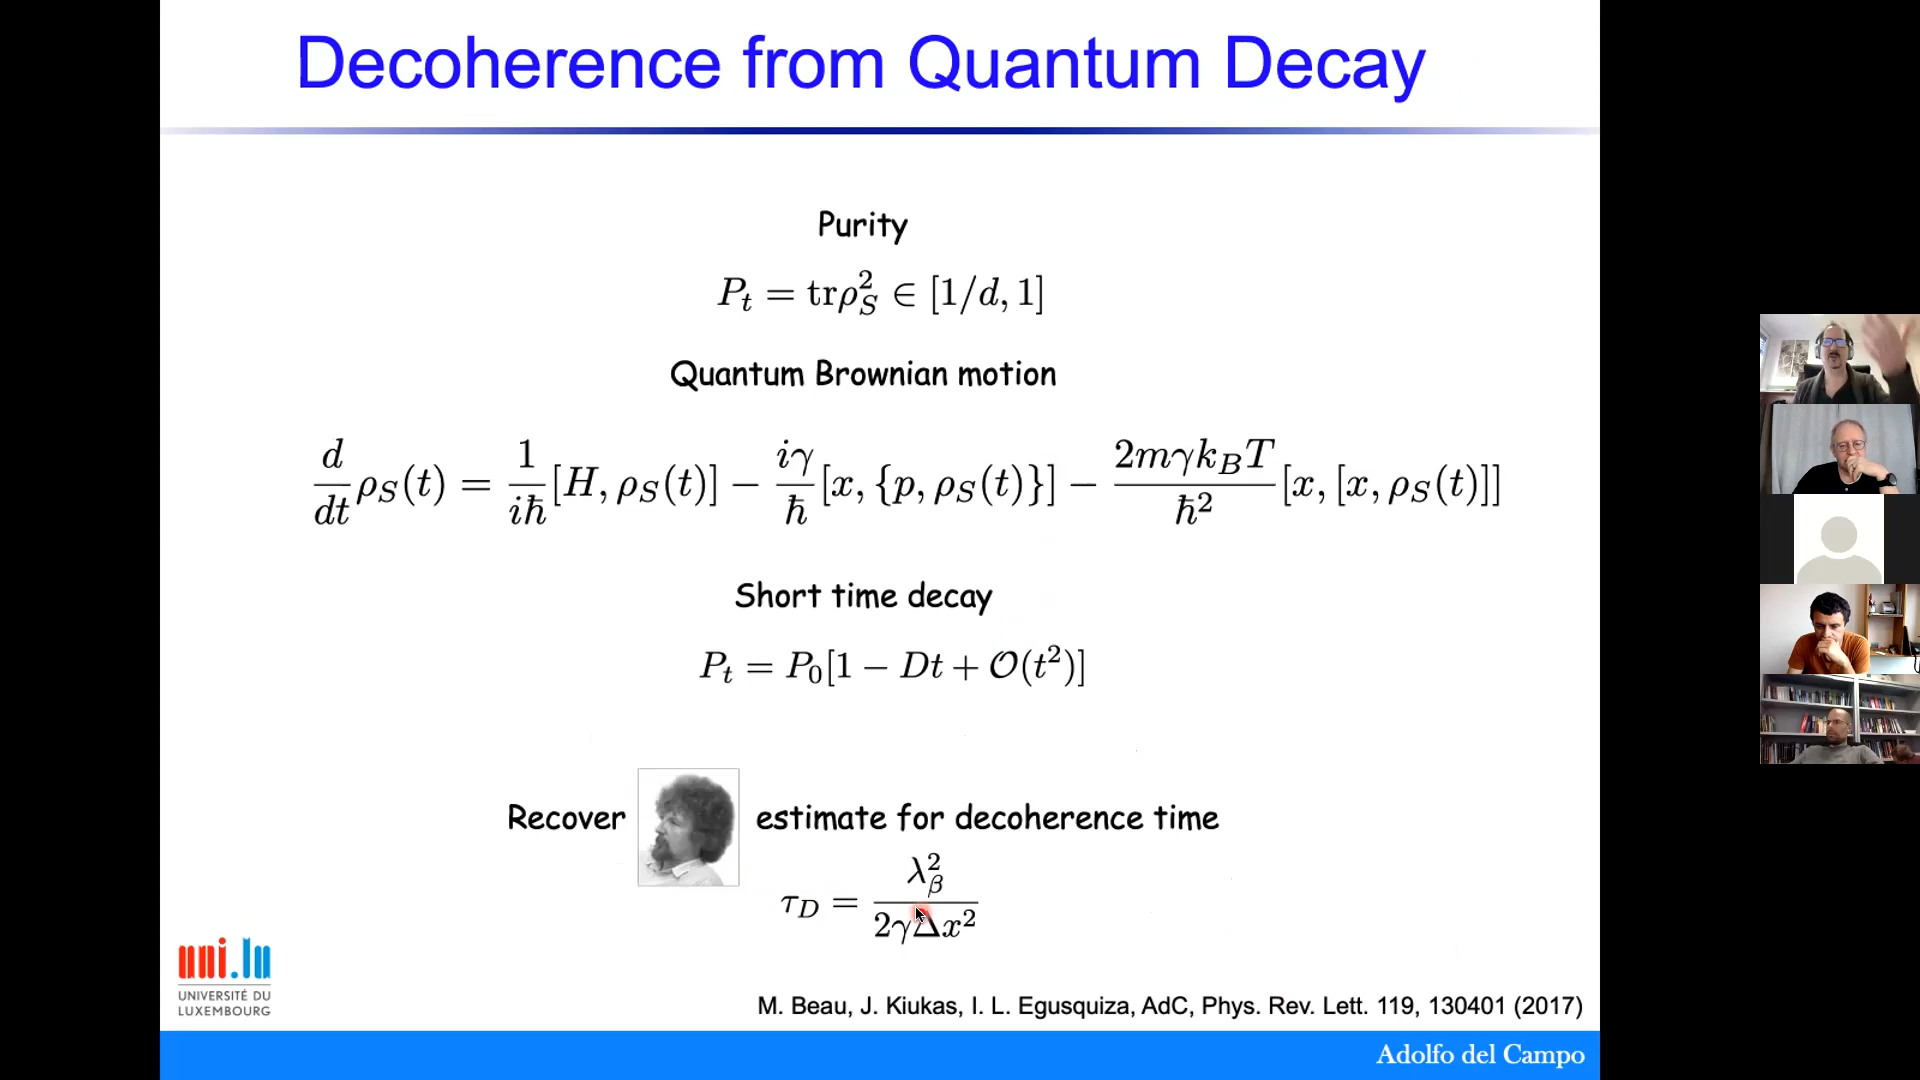 Decoherence from Quantum Decay
Purity
P_t = trρ_S^2 ∈ [1/d, 1]
Quantum Brownian motion
d/dt ρ_S(t) = 1/iħ [H, ρ_S(t)] − iγ/ħ [x, {p, ρ_S(t)}] − 2mγk_BT/ħ^2 [x, [x, ρ_S(t)]]
Short time decay
P_t = P_0[1 − Dt + O(t^2)]
Recover estimate for decoherence time
τ_D = λ_β^2 / 2γΔx^2
uni.lu
UNIVERSITÉ DU
LUXEMBOURG
M. Beau, J. Kiukas, I. L. Egusquiza, AdC, Phys. Rev. Lett. 119, 130401 (2017)
Adolfo del Campo